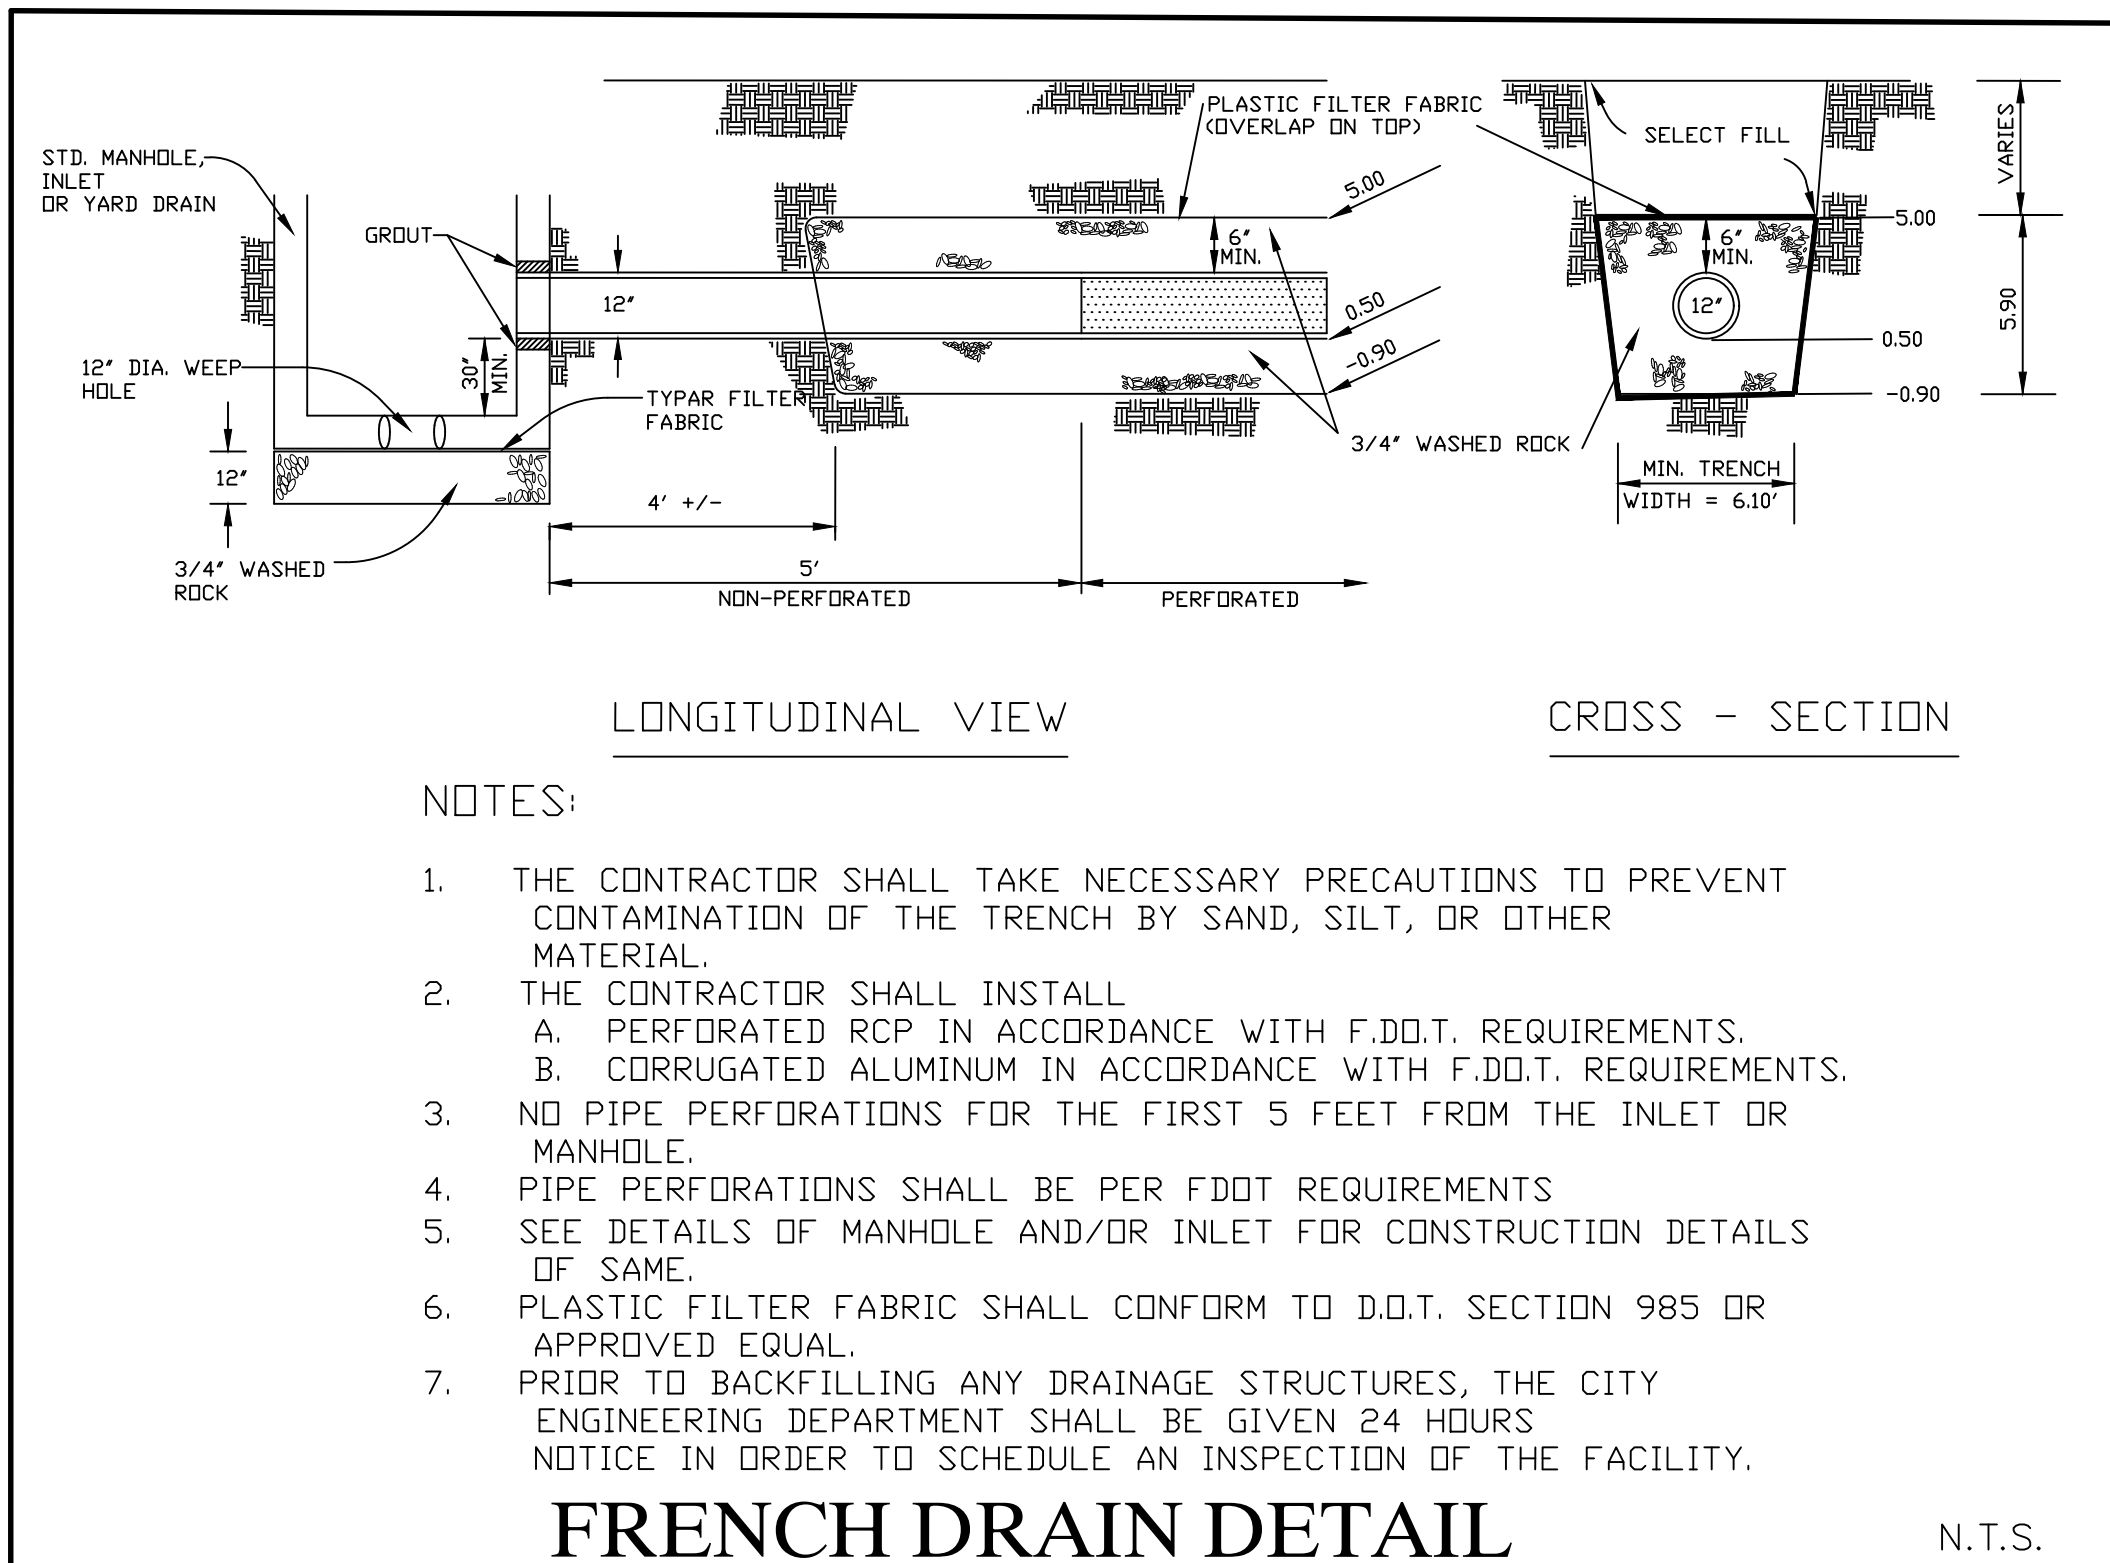 STD. MANHOLE,
INLET
OR YARD DRAIN
GROUT
12" DIA. WEEP
HOLE
12"
3/4" WASHED
ROCK
12"
30"
MIN.
TYPAR FILTER
FABRIC
4' +/-
5'
NON-PERFORATED
PERFORATED
PLASTIC FILTER FABRIC
(OVERLAP ON TOP)
6"
MIN.
5.00
0.50
-0.90
3/4" WASHED ROCK
SELECT FILL
6"
MIN.
12"
5.00
0.50
-0.90
VARIES
5.90
MIN. TRENCH
WIDTH = 6.10'
LONGITUDINAL VIEW
CROSS - SECTION
NOTES:
1. THE CONTRACTOR SHALL TAKE NECESSARY PRECAUTIONS TO PREVENT
CONTAMINATION OF THE TRENCH BY SAND, SILT, OR OTHER
MATERIAL.
2. THE CONTRACTOR SHALL INSTALL
A. PERFORATED RCP IN ACCORDANCE WITH F.DO.T. REQUIREMENTS.
B. CORRUGATED ALUMINUM IN ACCORDANCE WITH F.DO.T. REQUIREMENTS.
3. NO PIPE PERFORATIONS FOR THE FIRST 5 FEET FROM THE INLET OR
MANHOLE.
4. PIPE PERFORATIONS SHALL BE PER FDOT REQUIREMENTS
5. SEE DETAILS OF MANHOLE AND/OR INLET FOR CONSTRUCTION DETAILS
OF SAME.
6. PLASTIC FILTER FABRIC SHALL CONFORM TO D.O.T. SECTION 985 OR
APPROVED EQUAL.
7. PRIOR TO BACKFILLING ANY DRAINAGE STRUCTURES, THE CITY
ENGINEERING DEPARTMENT SHALL BE GIVEN 24 HOURS
NOTICE IN ORDER TO SCHEDULE AN INSPECTION OF THE FACILITY.
FRENCH DRAIN DETAIL
N.T.S.